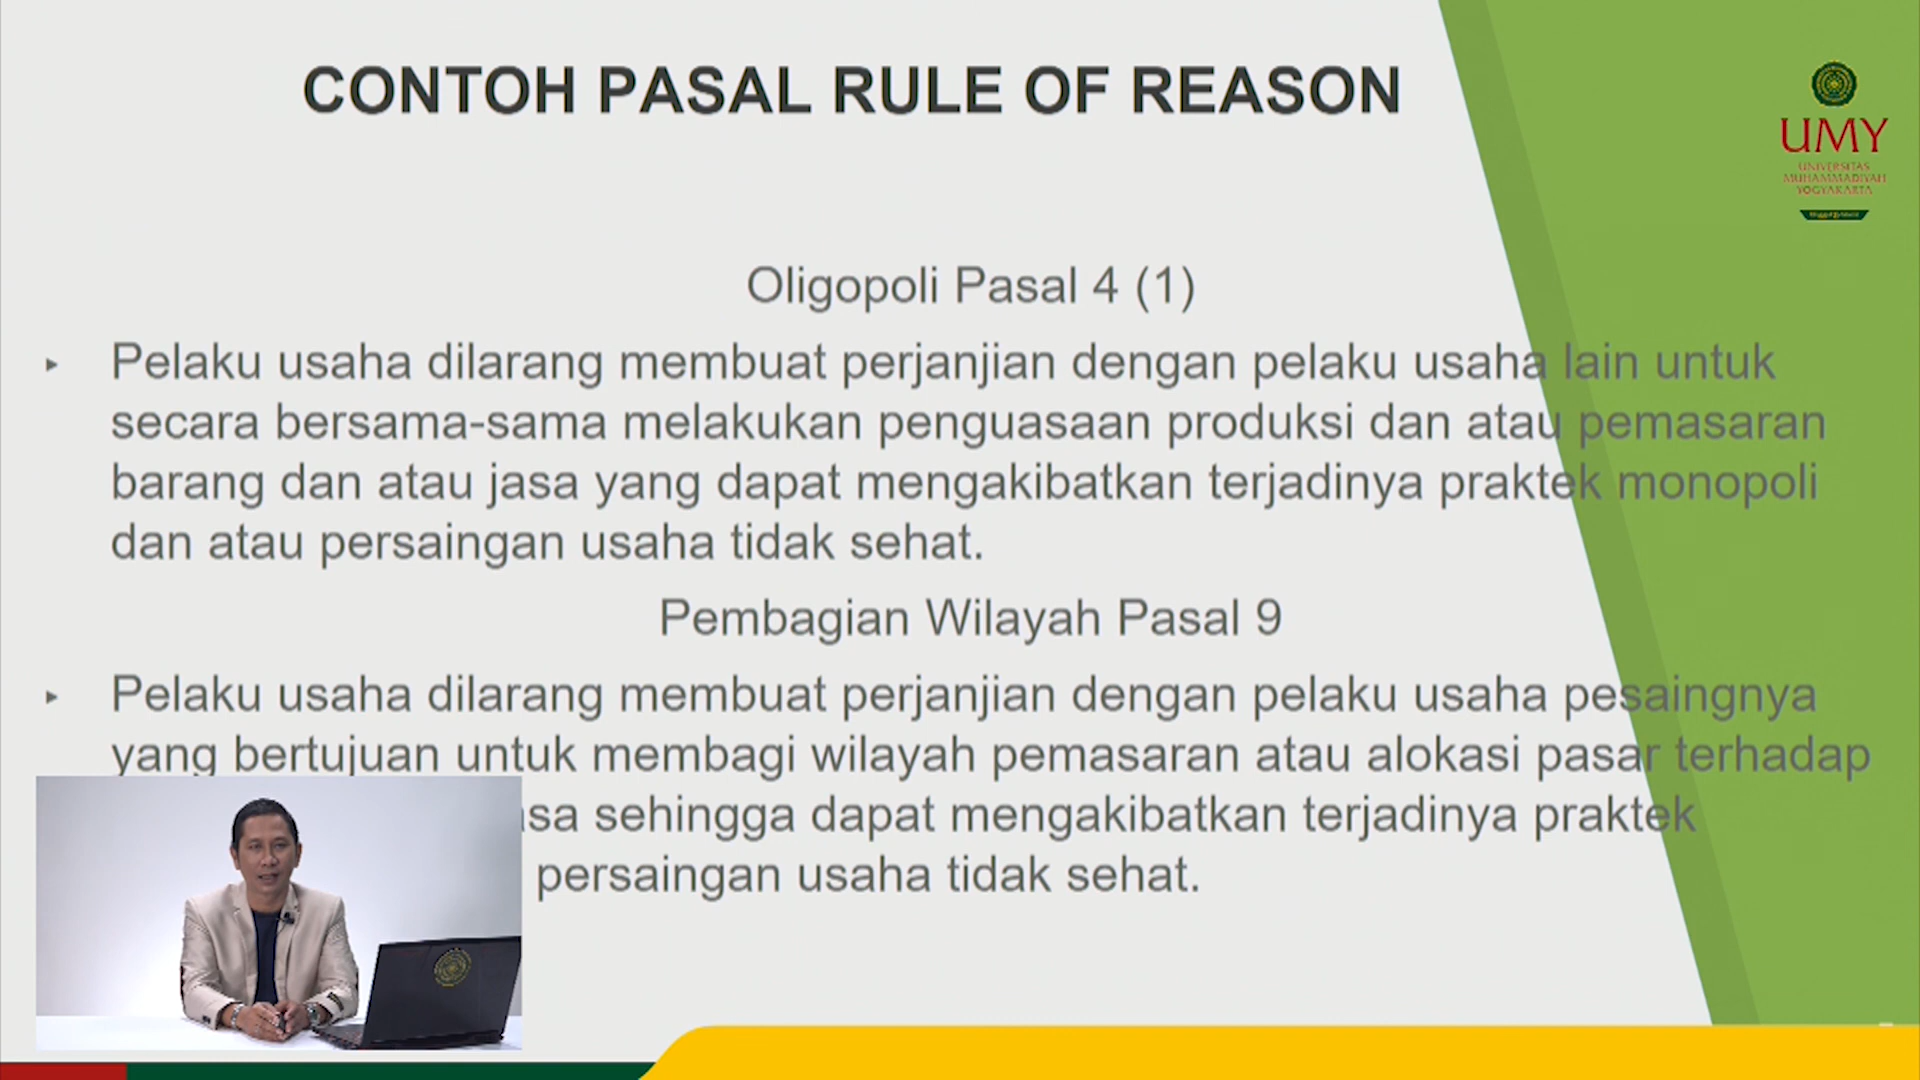 CONTOH PASAL RULE OF REASON
UMY
UNIVERSITAS
MUHAMMADIYAH
YOGYAKARTA
Oligopoli Pasal 4 (1)
▸ Pelaku usaha dilarang membuat perjanjian dengan pelaku usaha lain untuk
secara bersama-sama melakukan penguasaan produksi dan atau pemasaran
barang dan atau jasa yang dapat mengakibatkan terjadinya praktek monopoli
dan atau persaingan usaha tidak sehat.
Pembagian Wilayah Pasal 9
▸ Pelaku usaha dilarang membuat perjanjian dengan pelaku usaha pesaingnya
yang bertujuan untuk membagi wilayah pemasaran atau alokasi pasar terhadap
sehingga dapat mengakibatkan terjadinya praktek
persaingan usaha tidak sehat.